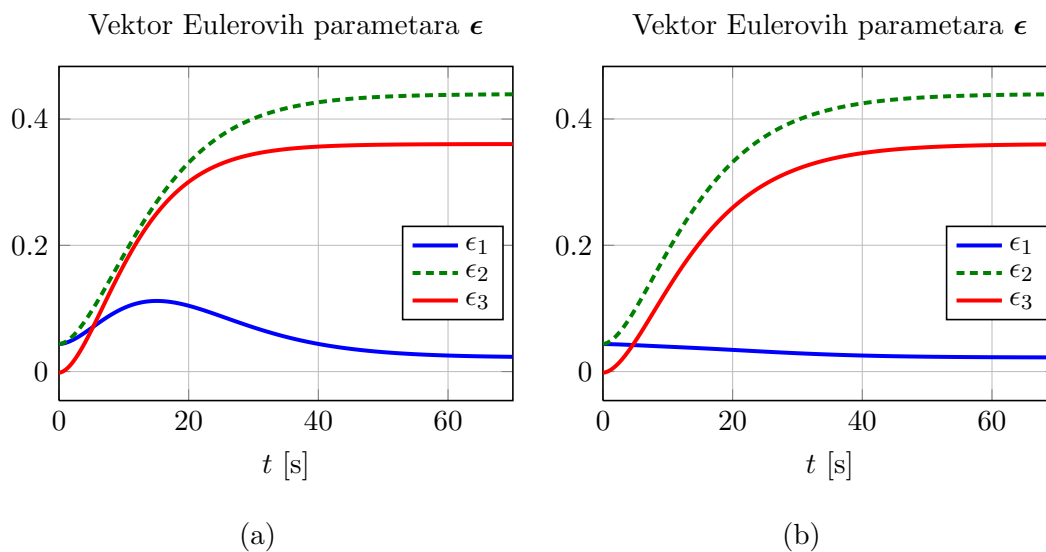 Vektor Eulerovih parametara ϵ
0.4
0.2
0
ϵ1
ϵ2
ϵ3
0 20 40 60
t [s]
(a)
Vektor Eulerovih parametara ϵ
0.4
0.2
0
ϵ1
ϵ2
ϵ3
0 20 40 60
t [s]
(b)